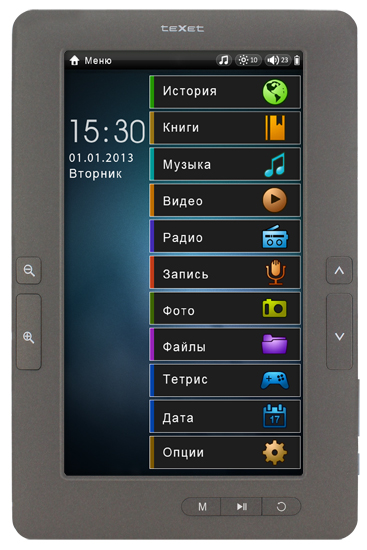 teXet
Меню 10 23
15:30
01.01.2013
Вторник
История
Книги
Музыка
Видео
Радио
Запись
Фото
Файлы
Тетрис
Дата
17
Опции
M